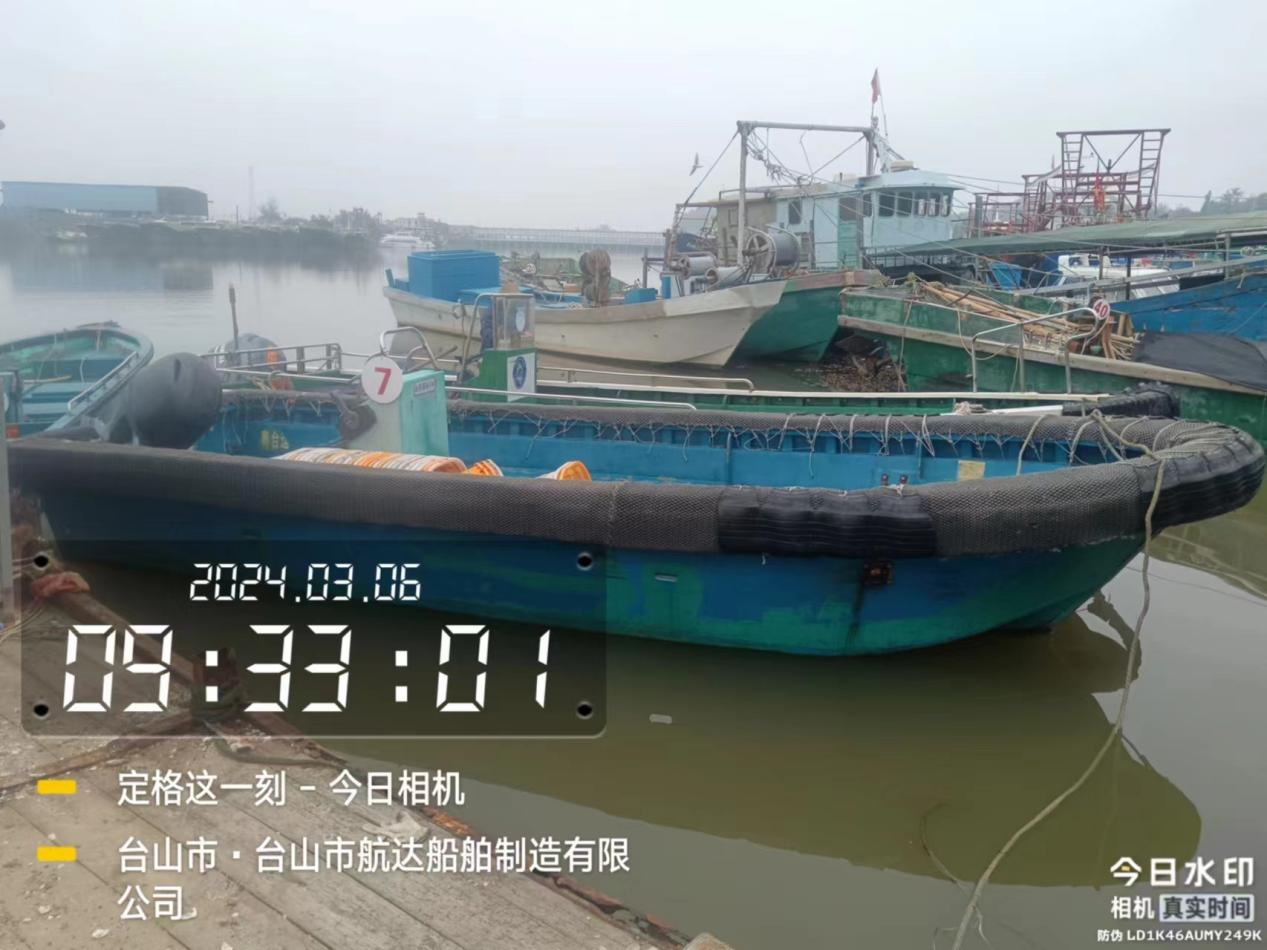 40
7
2024.03.06
09:33:01
定格这一刻 - 今日相机
台山市 · 台山市航达船舶制造有限
公司
今日水印
相机 真实时间
防伪 LD1K46AUMY249K